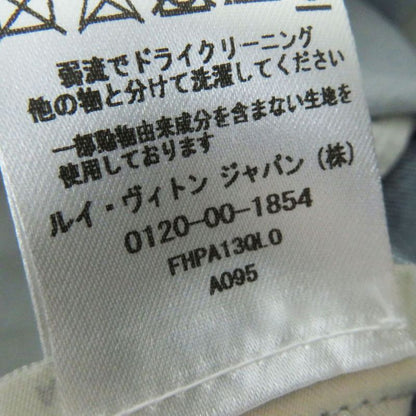 弱流でドライクリーニング
他の物と分けて洗濯してください
一部動物由来成分を含まない生地を
使用しております
ルイ・ヴィトン ジャパン (株)
0120-00-1854
FHPA13QL0
A095